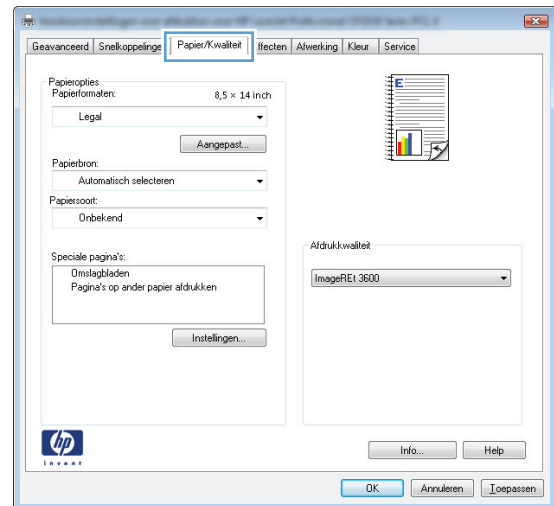 Geavanceerd Snelkoppelinge Papier/Kwaliteit ffecten Afwerking Kleur Service
Papieropties
Papierformaten: 8,5 × 14 inch
Legal
Aangepast...
Papierbron:
Automatisch selecteren
Papiersoort:
Onbekend
Speciale pagina's:
Omslagbladen
Pagina's op ander papier afdrukken
Instellingen...
E
Afdrukkwaliteit
ImageREt 3600
hp
invent
Info... Help
OK Annuleren Toepassen